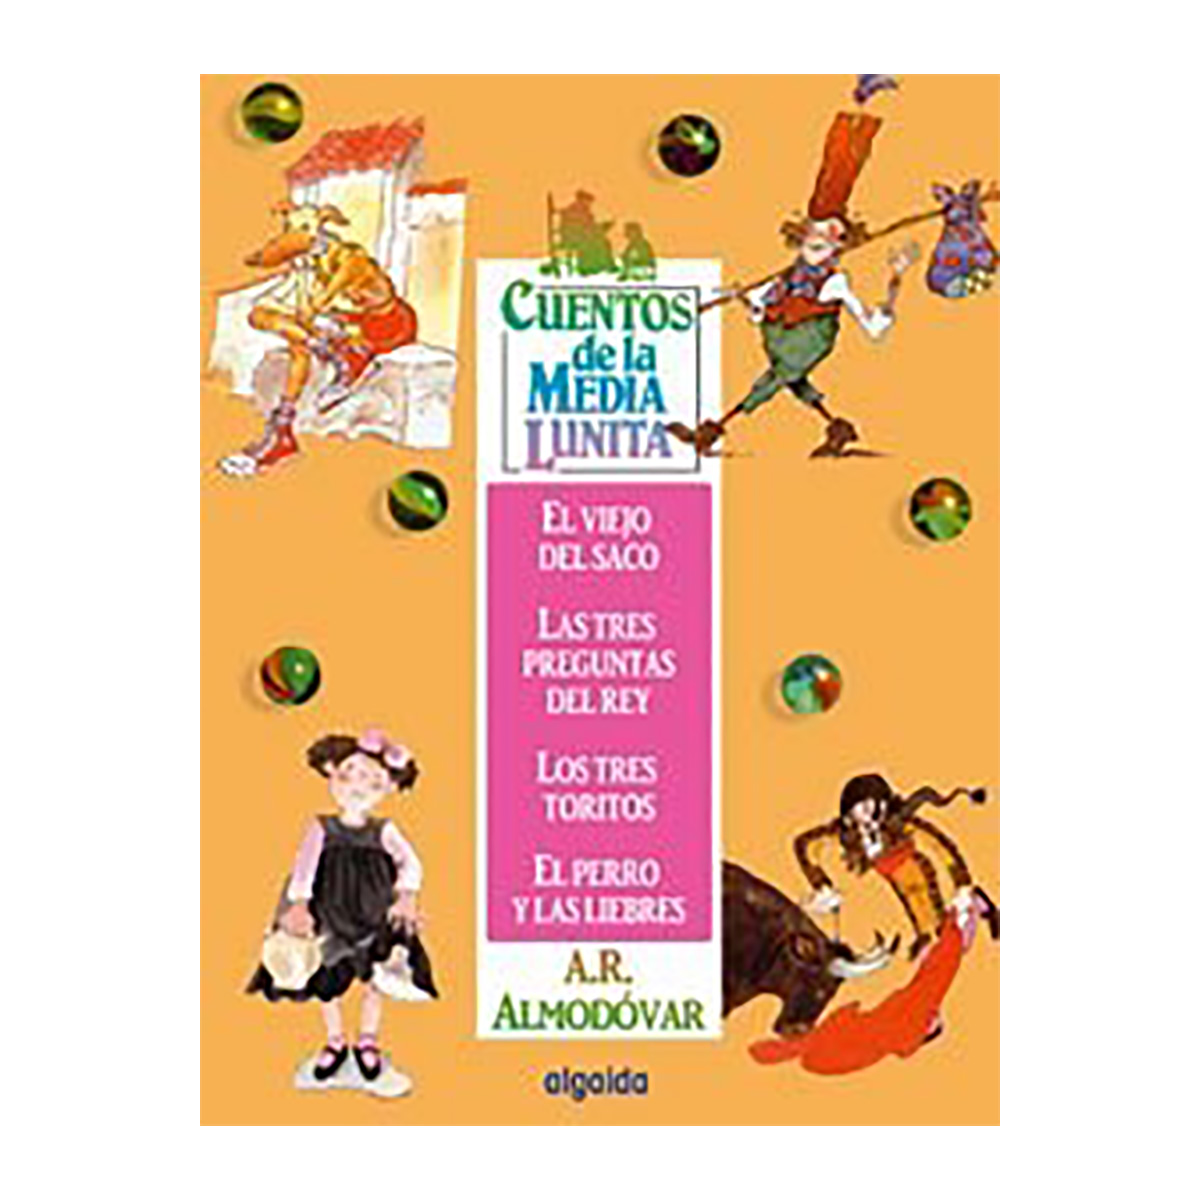 CUENTOS
de la
MEDIA
LUNITA
EL VIEJO
DEL SACO
LAS TRES
PREGUNTAS
DEL REY
LOS TRES
TORITOS
EL PERRO
Y LAS LIEBRES
A.R.
ALMODÓVAR
algaida